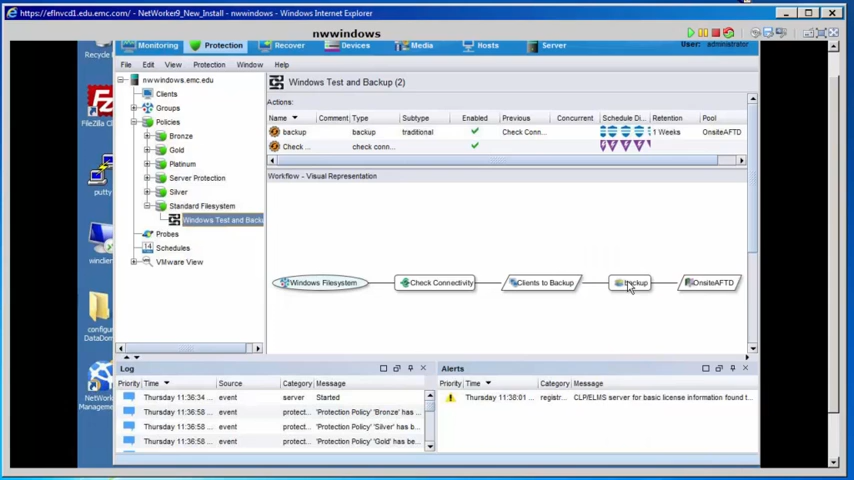 https://eflnvcd1.edu.emc.com/ - NetWorker9_New_Install - nwwindows - Windows Internet Explorer
nwwindows
Monitoring Protection Recover Devices Media Hosts Server User: administrator
File Edit View Protection Window Help
Recycle
FileZilla Cli
putty
winclien
config
DataDom
NetWork
Manageme
nwwindows.emc.edu
Clients
Groups
Policies
Bronze
Gold
Platinum
Server Protection
Silver
Standard Filesystem
Windows Test and Backu
Probes
14 Schedules
VMware View
Windows Test and Backup (2)
Actions:
Name Comment Type Subtype Enabled Previous Concurrent Schedule Di... Retention Pool
backup backup traditional Check Conn... 1 Weeks OnsiteAFTD
Check ... check conn...
Workflow - Visual Representation
Windows Filesystem Check Connectivity Clients to Backup backup OnsiteAFTD
Log
Priority Time Source Category Message
Thursday 11:36:34 ... event server Started
Thursday 11:36:58 ... event protect... 'Protection Policy' 'Bronze' has ...
Thursday 11:36:58 ... event protect... 'Protection Policy' 'Silver' has b...
Thursday 11:36:58 ... event protect... 'Protection Policy' 'Gold' has be...
Alerts
Priority Time Category Message
Thursday 11:38:01 ... registr... CLP/ELMS server for basic license information found t...